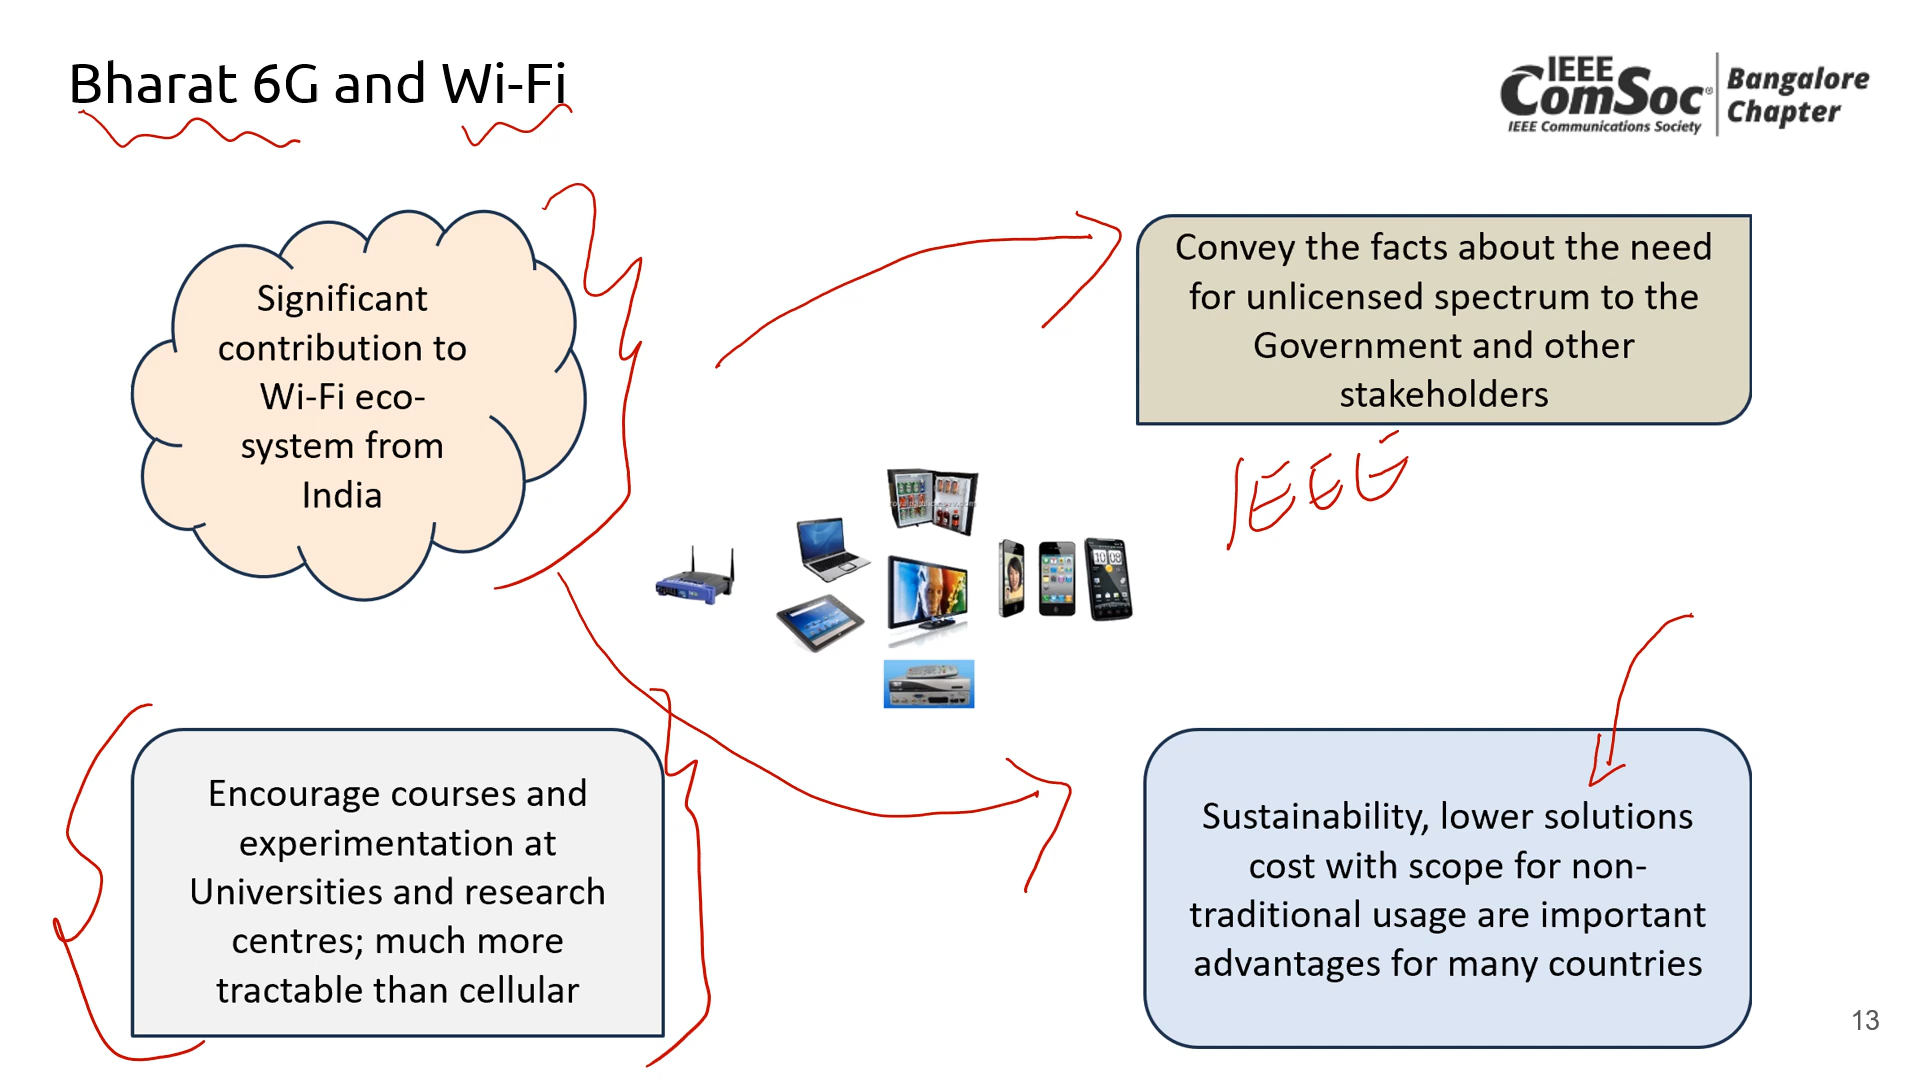 Bharat 6G and Wi-Fi
IEEE
ComSoc®
IEEE Communications Society
Bangalore
Chapter
Significant
contribution to
Wi-Fi eco-
system from
India
Convey the facts about the need
for unlicensed spectrum to the
Government and other
stakeholders
IEEE
Encourage courses and
experimentation at
Universities and research
centres; much more
tractable than cellular
Sustainability, lower solutions
cost with scope for non-
traditional usage are important
advantages for many countries
13